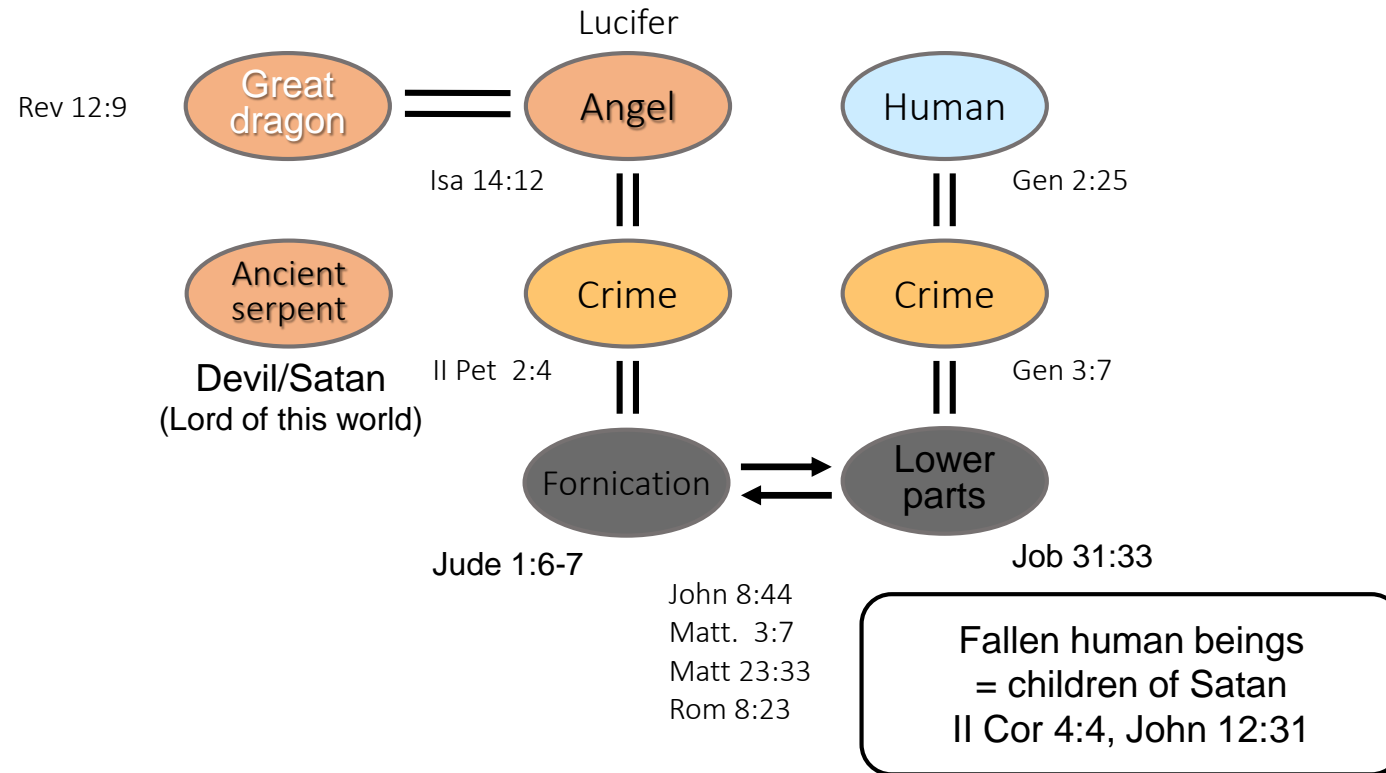 Lucifer
Rev 12:9
Great
dragon
Angel
Human
Isa 14:12
Gen 2:25
Ancient
serpent
Crime
Crime
Devil/Satan
(Lord of this world)
II Pet  2:4
Gen 3:7
Fornication
Lower
parts
Jude 1:6-7
Job 31:33
John 8:44
Matt.  3:7
Matt 23:33
Rom 8:23
Fallen human beings
= children of Satan
II Cor 4:4, John 12:31